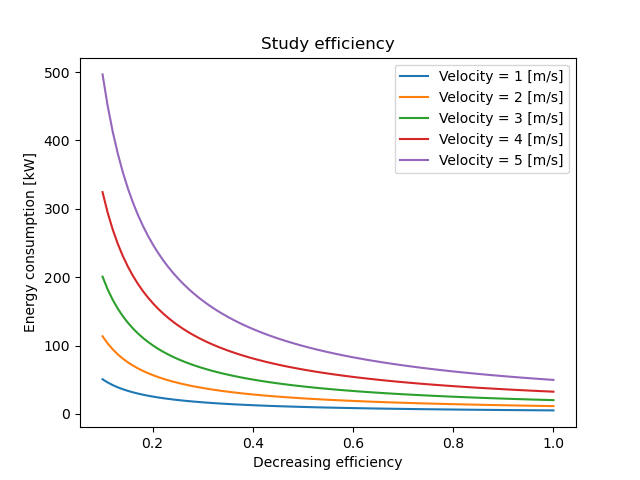 Study efficiency
Energy consumption [kW]
500
400
300
200
100
0
Velocity = 1 [m/s]
Velocity = 2 [m/s]
Velocity = 3 [m/s]
Velocity = 4 [m/s]
Velocity = 5 [m/s]
0.2 0.4 0.6 0.8 1.0
Decreasing efficiency